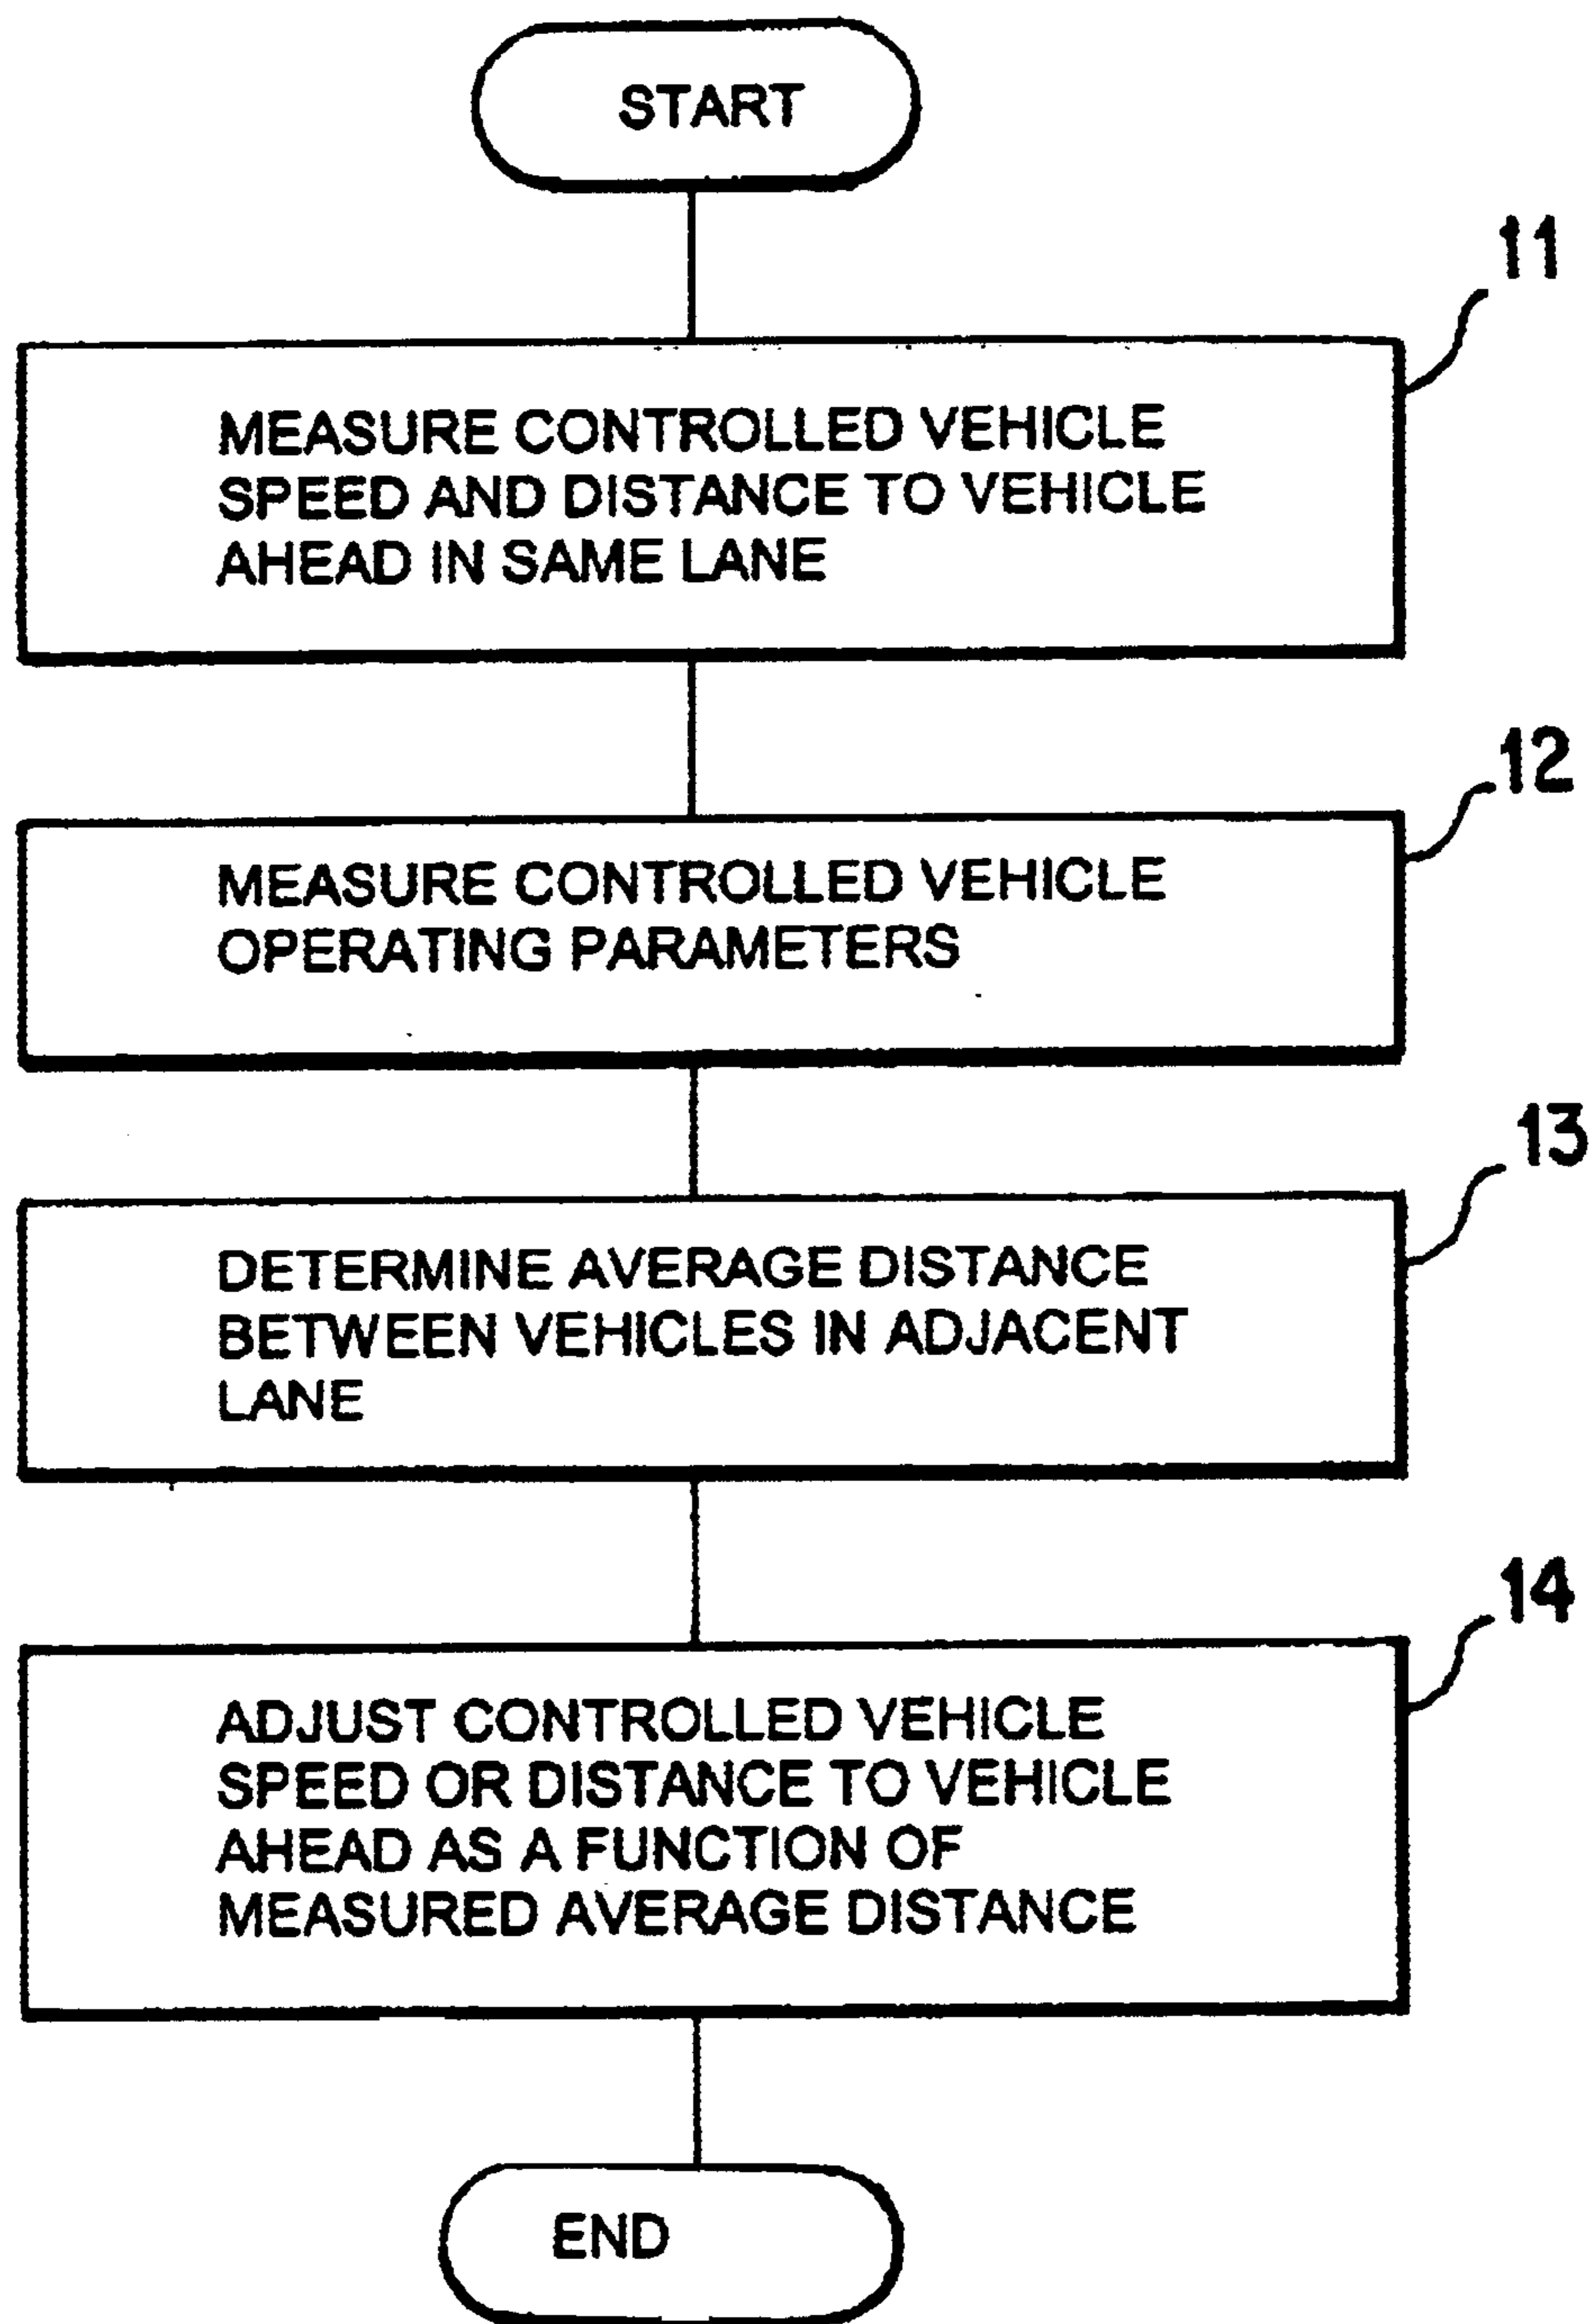 START
11
MEASURE CONTROLLED VEHICLE
SPEED AND DISTANCE TO VEHICLE
AHEAD IN SAME LANE
12
MEASURE CONTROLLED VEHICLE
OPERATING PARAMETERS
13
DETERMINE AVERAGE DISTANCE
BETWEEN VEHICLES IN ADJACENT
LANE
14
ADJUST CONTROLLED VEHICLE
SPEED OR DISTANCE TO VEHICLE
AHEAD AS A FUNCTION OF
MEASURED AVERAGE DISTANCE
END